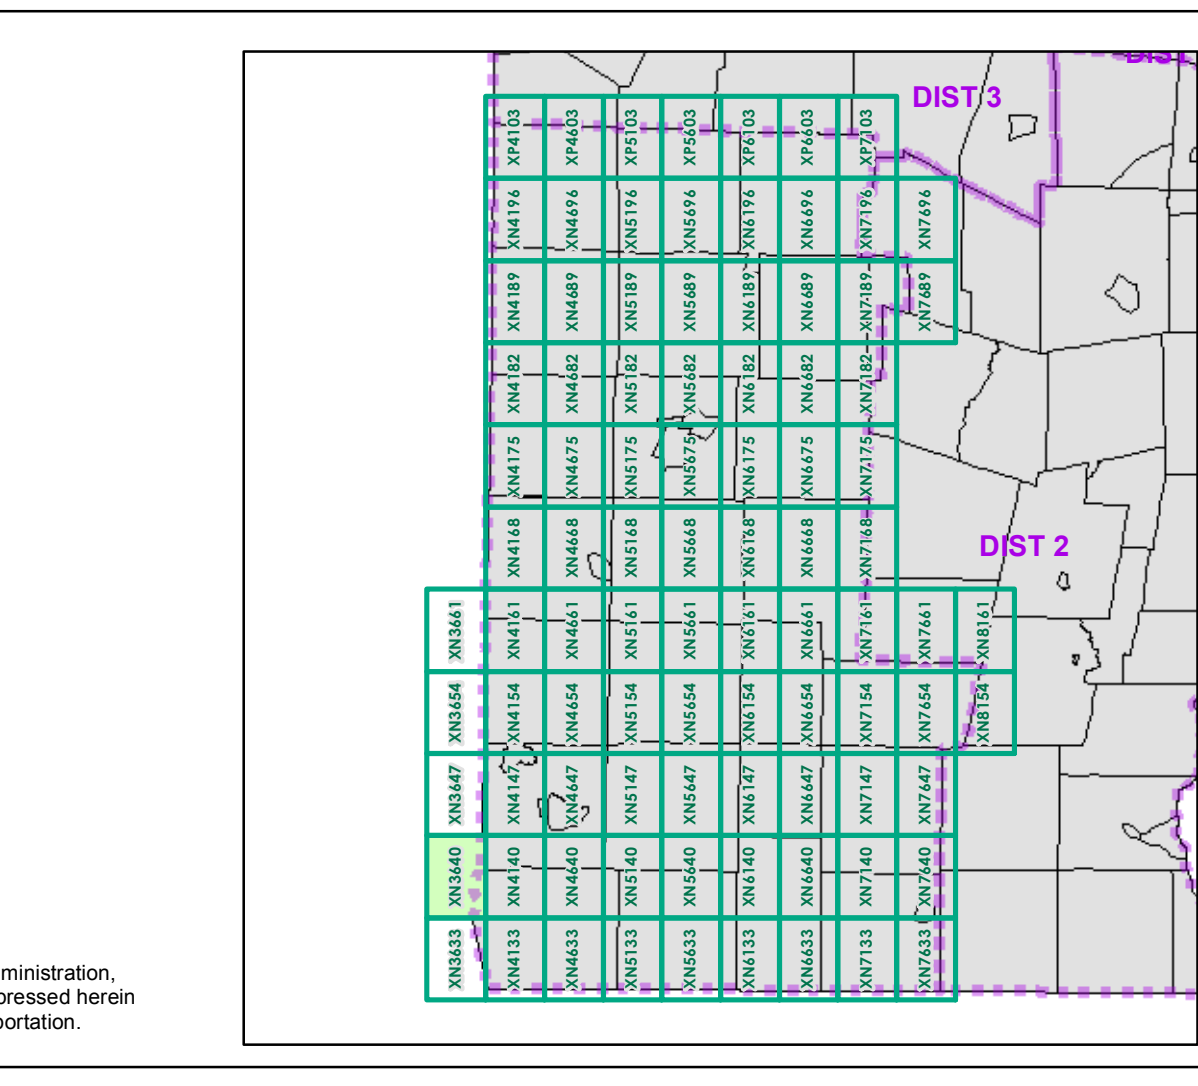 DIST
DIST 3
XP4103 XP4603 XP5103 XP5603 XP6103 XP6603 XP7103
XN4196 XN4696 XN5196 XN5696 XN6196 XN6696 XN7196 XN7696
XN4189 XN4689 XN5189 XN5689 XN6189 XN6689 XN7189 XN7689
XN4182 XN4682 XN5182 XN5682 XN6182 XN6682 XN7182
XN4175 XN4675 XN5175 XN5675 XN6175 XN6675 XN7175
XN4168 XN4668 XN5168 XN5668 XN6168 XN6668 XN7168
DIST 2
XN3661 XN4161 XN4661 XN5161 XN5661 XN6161 XN6661 XN7161 XN7661 XN8161
XN3654 XN4154 XN4654 XN5154 XN5654 XN6154 XN6654 XN7154 XN7654 XN8154
XN3647 XN4147 XN4647 XN5147 XN5647 XN6147 XN6647 XN7147 XN7647
XN3640 XN4140 XN4640 XN5140 XN5640 XN6140 XN6640 XN7140 XN7640
XN3633 XN4133 XN4633 XN5133 XN5633 XN6133 XN6633 XN7133 XN7633
ministration,
pressed herein
portation.